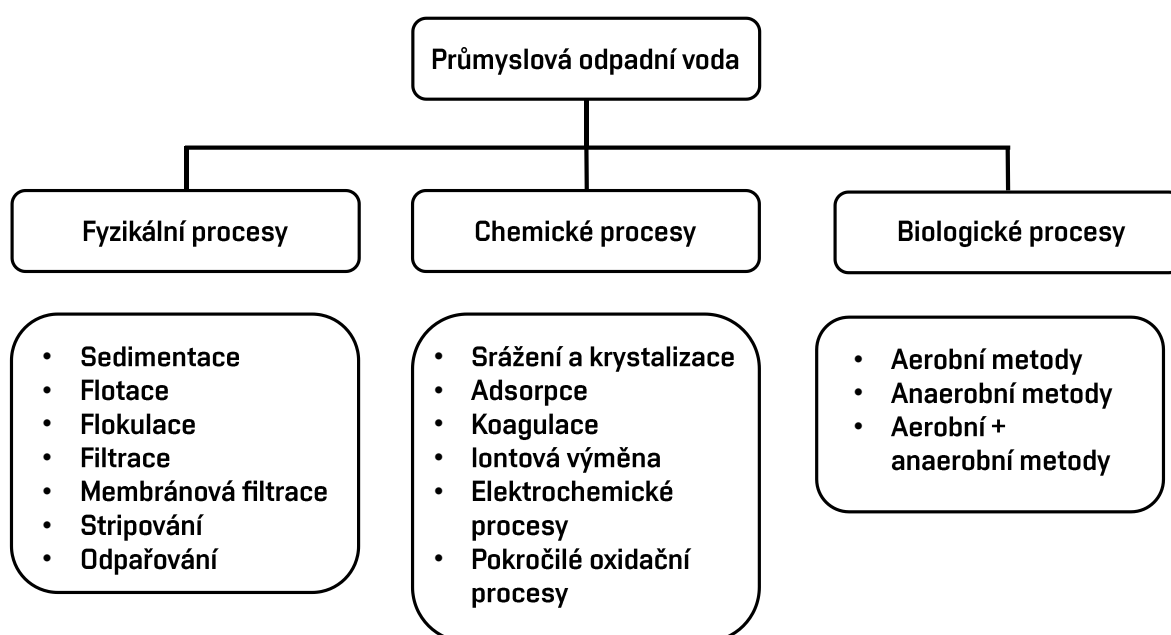 Průmyslová odpadní voda
Fyzikální procesy
Chemické procesy
Biologické procesy
• Sedimentace
• Flotace
• Flokulace
• Filtrace
• Membránová filtrace
• Stripování
• Odpařování
• Srážení a krystalizace
• Adsorpce
• Koagulace
• Iontová výměna
• Elektrochemické
procesy
• Pokročilé oxidační
procesy
• Aerobní metody
• Anaerobní metody
• Aerobní +
anaerobní metody